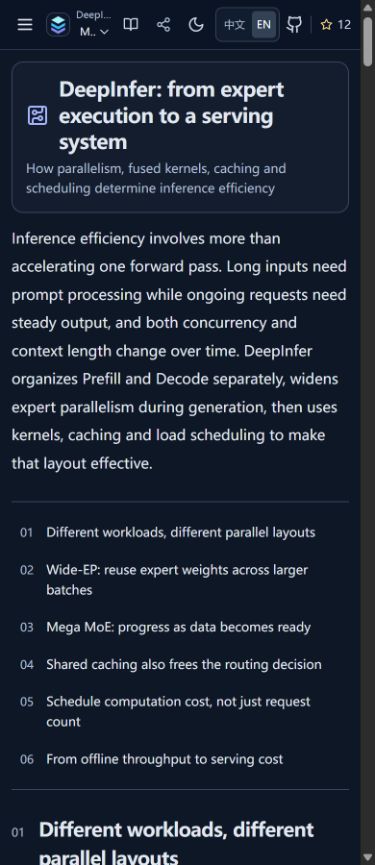 DeepI...
M..
中文 EN
12
DeepInfer: from expert
execution to a serving
system
How parallelism, fused kernels, caching and
scheduling determine inference efficiency
Inference efficiency involves more than
accelerating one forward pass. Long inputs need
prompt processing while ongoing requests need
steady output, and both concurrency and
context length change over time. DeepInfer
organizes Prefill and Decode separately, widens
expert parallelism during generation, then uses
kernels, caching and load scheduling to make
that layout effective.
01 Different workloads, different parallel layouts
02 Wide-EP: reuse expert weights across larger
batches
03 Mega MoE: progress as data becomes ready
04 Shared caching also frees the routing decision
05 Schedule computation cost, not just request
count
06 From offline throughput to serving cost
01 Different workloads, different
parallel layouts